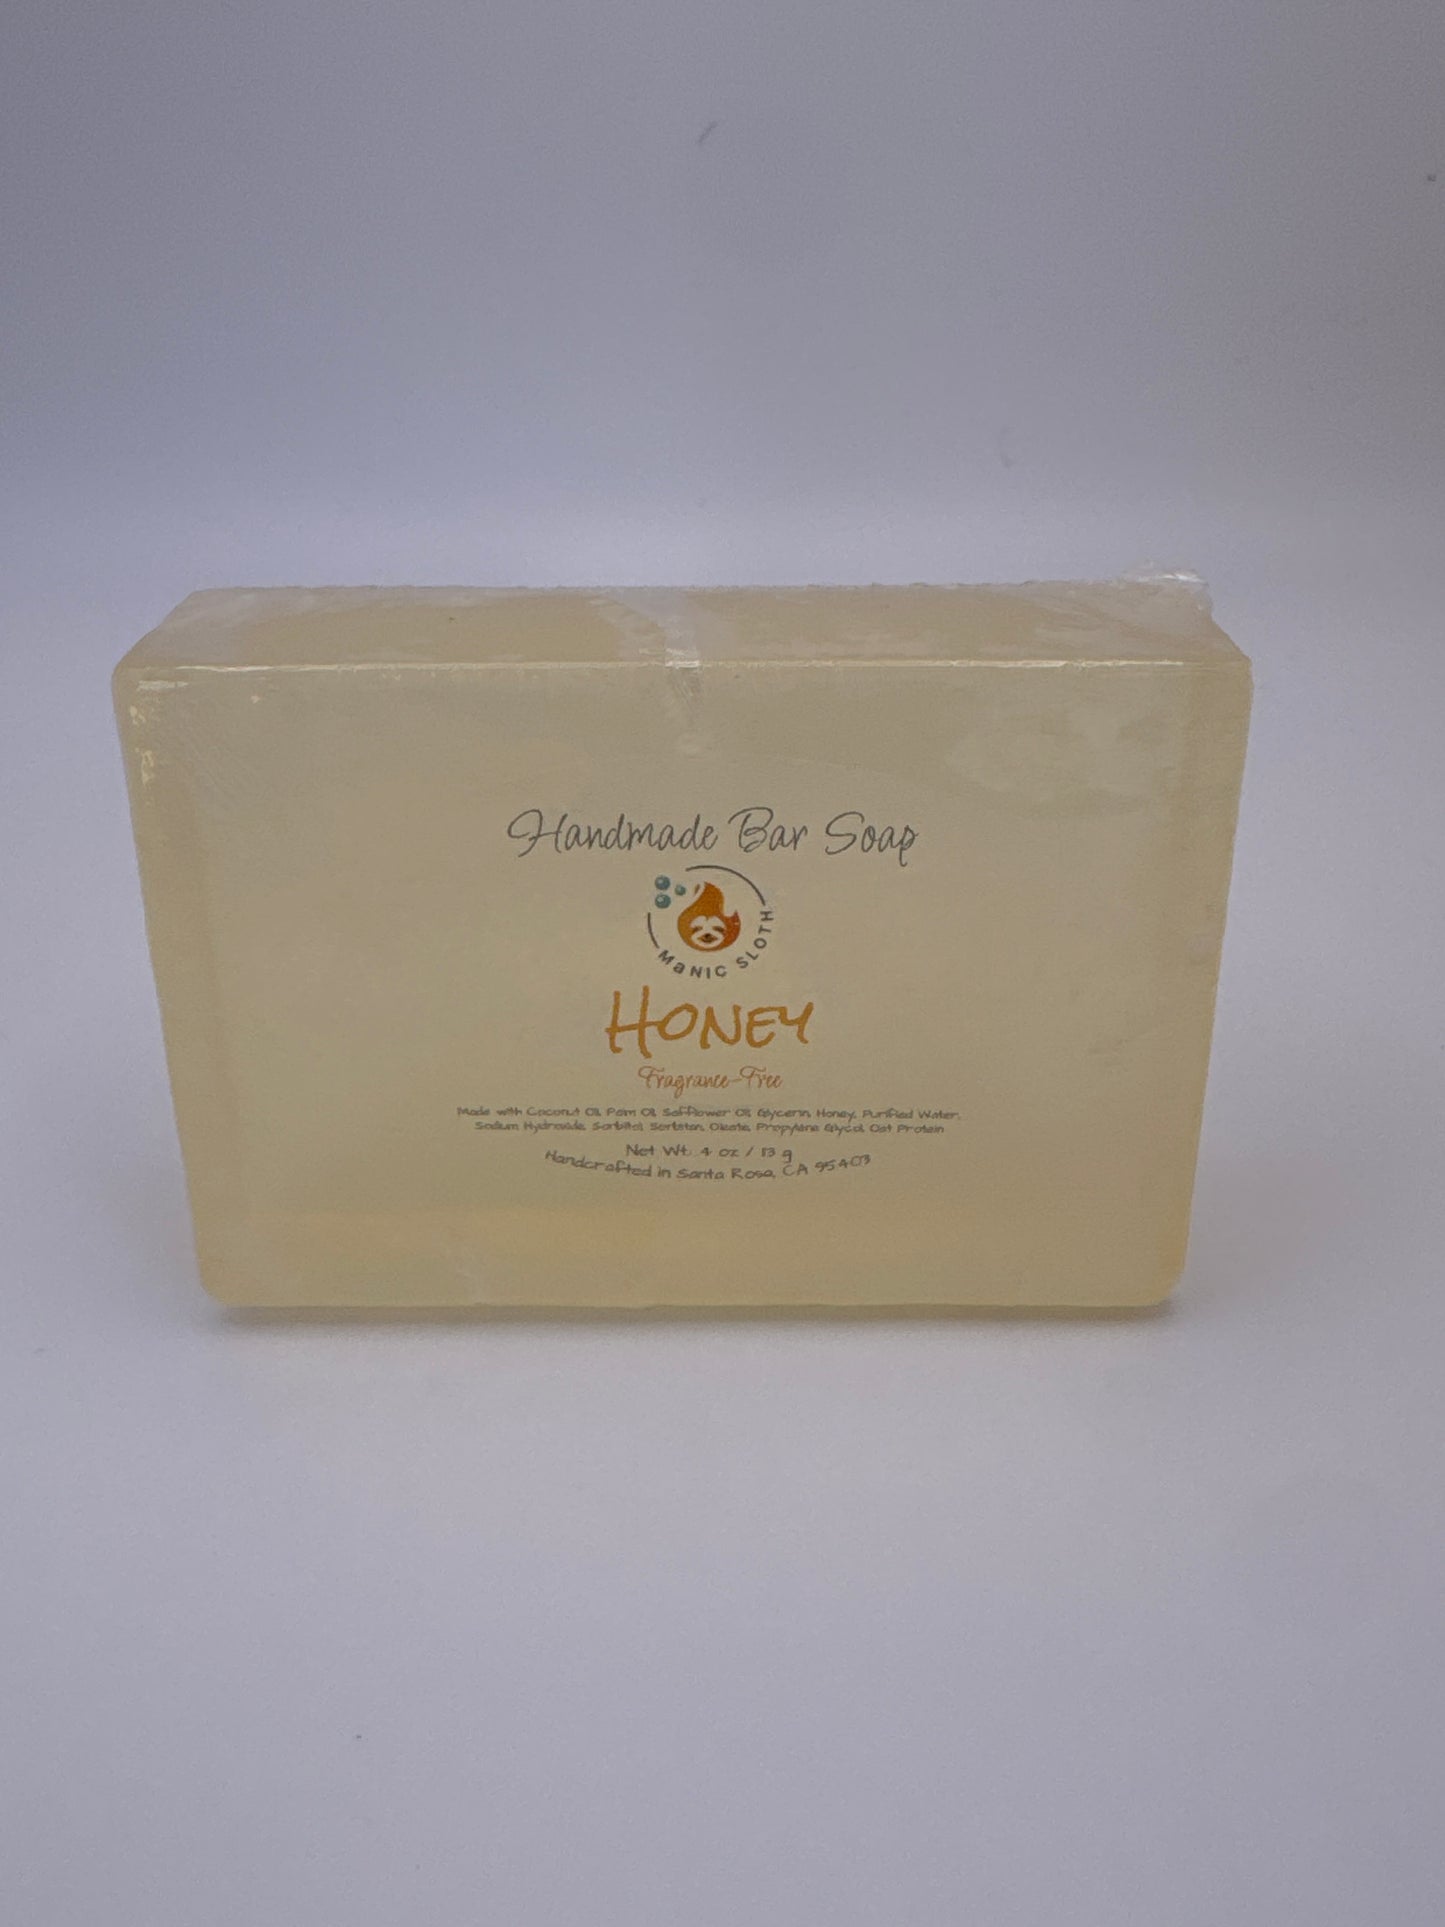 Handmade Bar Soap
MaNIC SLOTH
HONEY
Fragrance-Free
Made with Coconut Oil, Palm Oil, Safflower Oil, Glycerin, Honey, Purified Water,
Sodium Hydroxide, Sorbitol, Sorbitan, Oleate, Propylene Glycol, Oat Protein
Net Wt. 4 oz / 113 g
Handcrafted in Santa Rosa, CA 95403